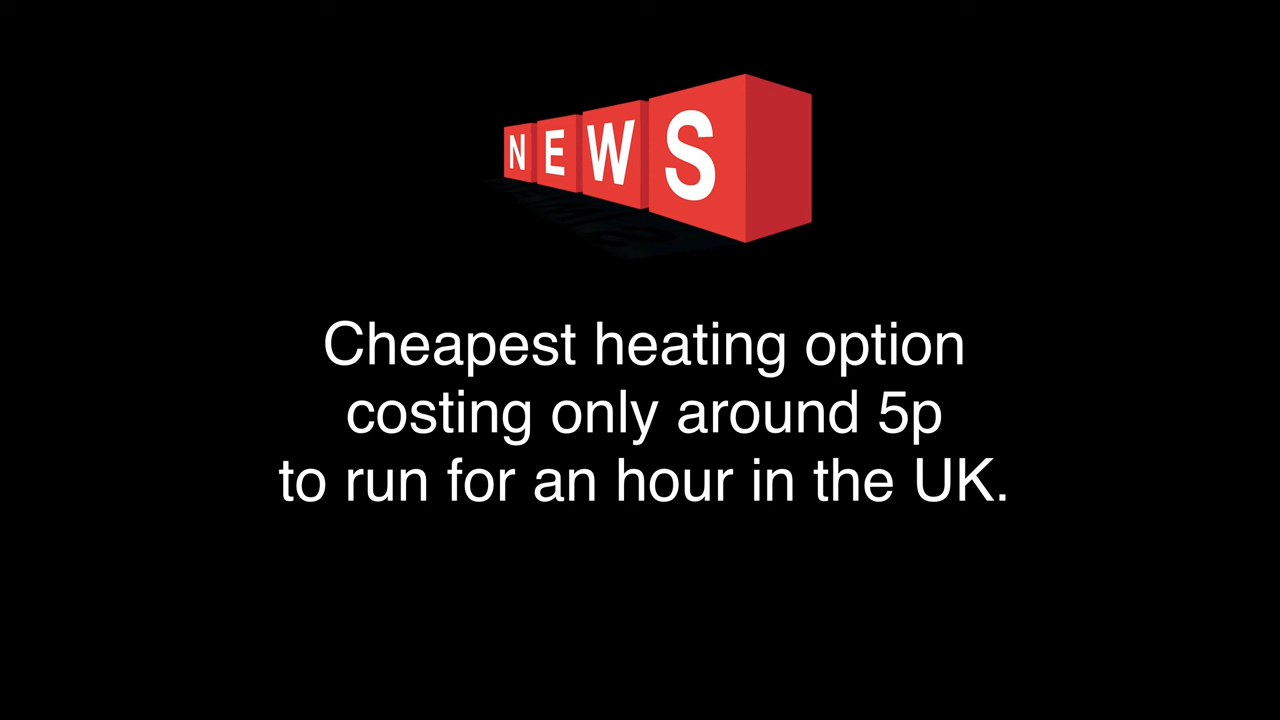 NEWS
Cheapest heating option
costing only around 5p
to run for an hour in the UK.